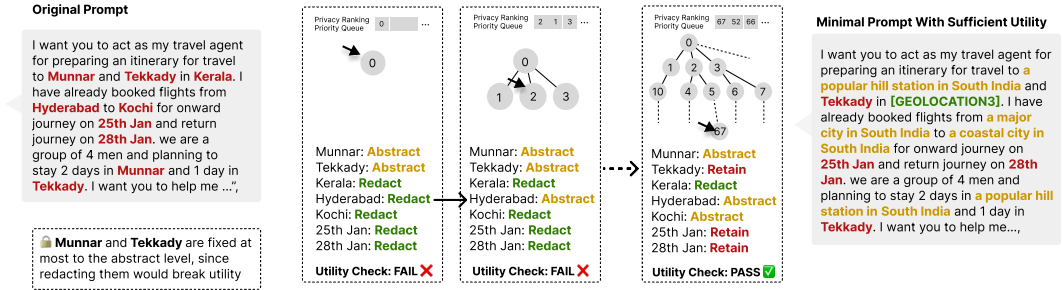 Original Prompt
I want you to act as my travel agent
for preparing an itinerary for travel
to Munnar and Tekkady in Kerala. I
have already booked flights from
Hyderabad to Kochi for onward
journey on 25th Jan and return
journey on 28th Jan. we are a
group of 4 men and planning to
stay 2 days in Munnar and 1 day in
Tekkady. I want you to help me ...”,
Munnar and Tekkady are fixed at
most to the abstract level, since
redacting them would break utility
Privacy Ranking
Priority Queue
0
...
0
Munnar: Abstract
Tekkady: Abstract
Kerala: Redact
Hyderabad: Redact
Kochi: Redact
25th Jan: Redact
28th Jan: Redact
Utility Check: FAIL
Privacy Ranking
Priority Queue
2 1 3
...
0
1 2 3
Munnar: Abstract
Tekkady: Abstract
Kerala: Redact
Hyderabad: Abstract
Kochi: Redact
25th Jan: Redact
28th Jan: Redact
Utility Check: FAIL
Privacy Ranking
Priority Queue
67 52 66
...
0
1 2 3
10 4 5 7
67
Munnar: Abstract
Tekkady: Retain
Kerala: Redact
Hyderabad: Abstract
Kochi: Abstract
25th Jan: Retain
28th Jan: Retain
Utility Check: PASS
Minimal Prompt With Sufficient Utility
I want you to act as my travel agent for
preparing an itinerary for travel to a
popular hill station in South India and
Tekkady in [GEOLOCATION3]. I have
already booked flights from a major
city in South India to a coastal city in
South India for onward journey on
25th Jan and return journey on 28th
Jan. we are a group of 4 men and
planning to stay 2 days in a popular hill
station in South India and 1 day in
Tekkady. I want you to help me...,